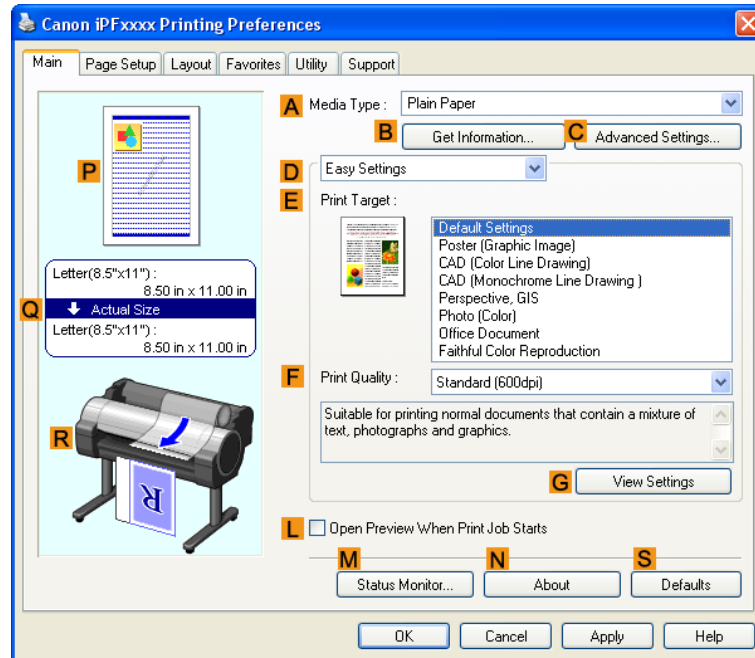 Canon iPFxxxx Printing Preferences
Main Page Setup Layout Favorites Utility Support
P
Letter(8.5"x11") :
8.50 in x 11.00 in
Q Actual Size
Letter(8.5"x11") :
8.50 in x 11.00 in
R
R
A Media Type : Plain Paper
B Get Information... C Advanced Settings...
D Easy Settings
E Print Target :
Default Settings
Poster (Graphic Image)
CAD (Color Line Drawing)
CAD (Monochrome Line Drawing )
Perspective, GIS
Photo (Color)
Office Document
Faithful Color Reproduction
F Print Quality : Standard (600dpi)
Suitable for printing normal documents that contain a mixture of
text, photographs and graphics.
G View Settings
L Open Preview When Print Job Starts
M N S
Status Monitor... About Defaults
OK Cancel Apply Help